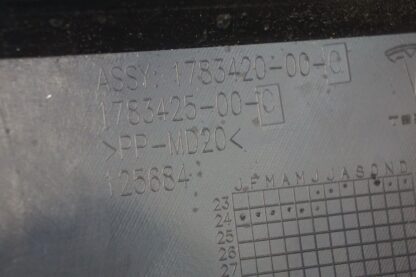 ASSY: 1783420-00-C
1783425-00-C
>PP-MD20<
125684
J F M A M J J A S O N D
23
24
25
26
27